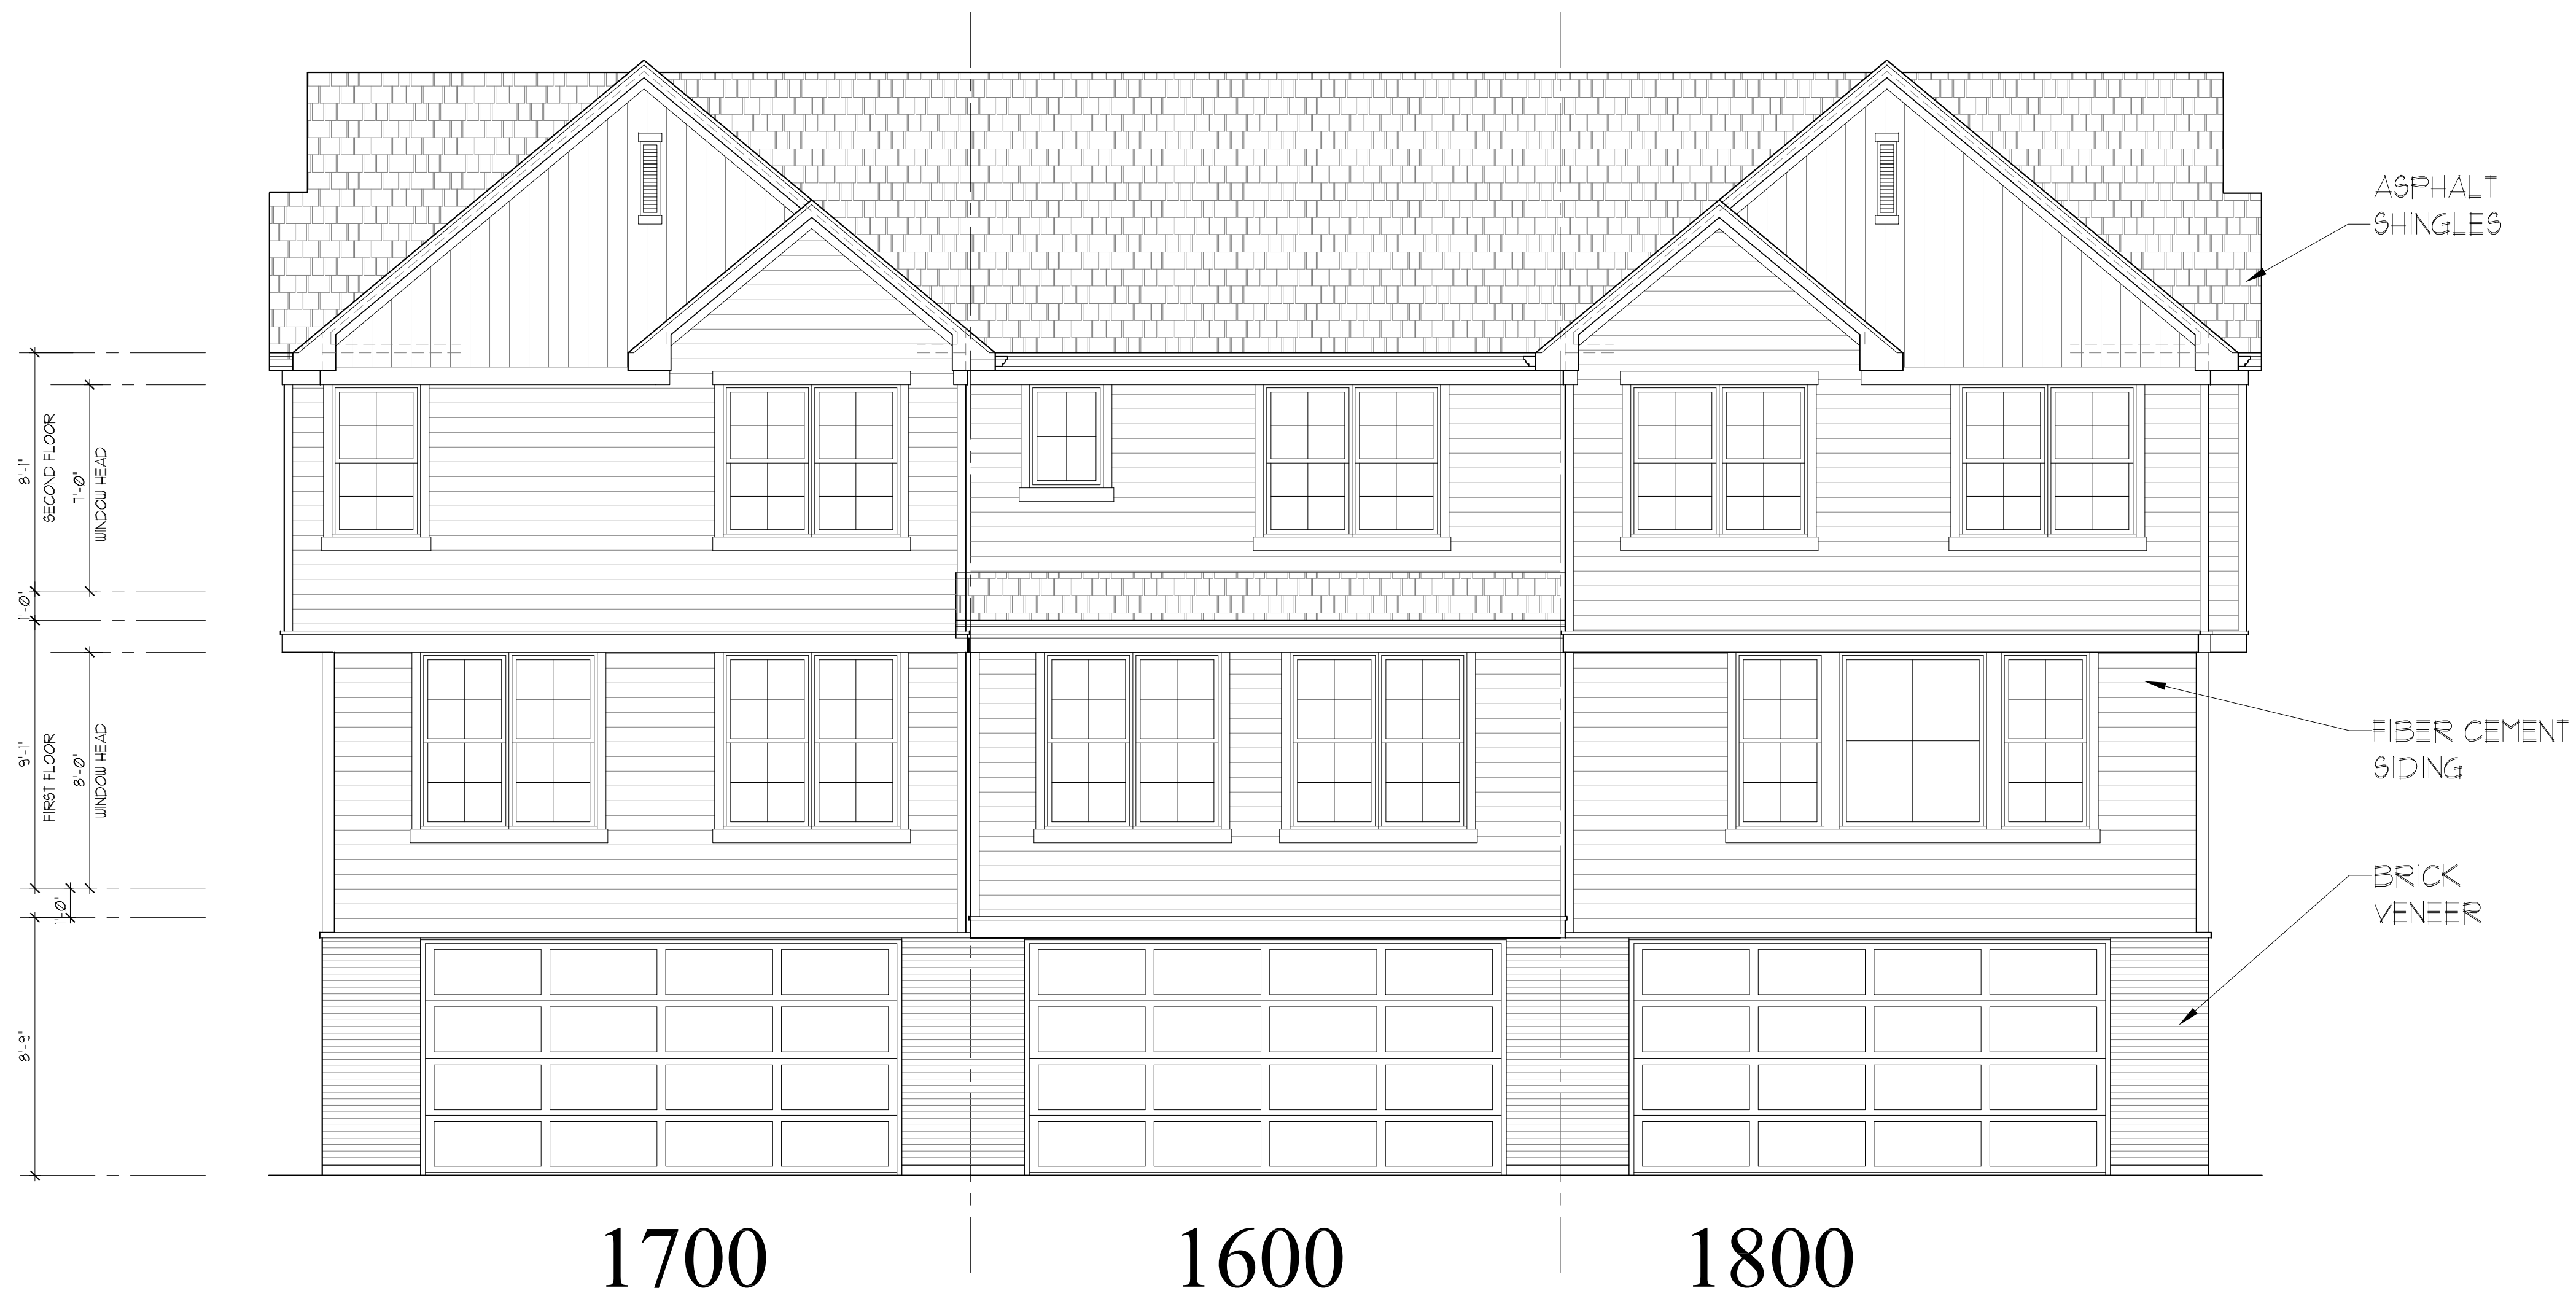 ASPHALT
SHINGLES
8'-1"
SECOND FLOOR
7'-0"
WINDOW HEAD
1'-0"
9'-1"
FIRST FLOOR
8'-0"
WINDOW HEAD
FIBER CEMENT
SIDING
1'-0"
BRICK
VENEER
8'-9"
1700
1600
1800